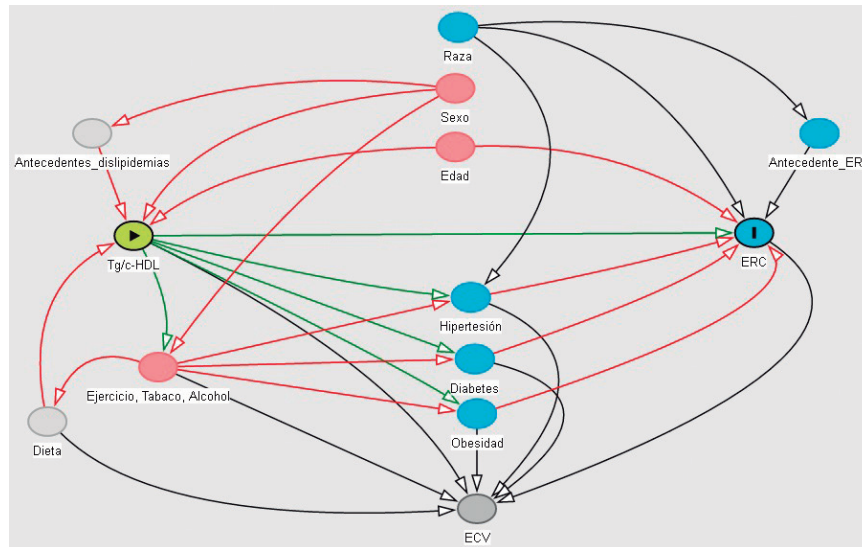 Raza
Sexo
Antecedentes_dislipidemias
Edad
Antecedente_ER
Tg/c-HDL
ERC
Hipertesión
Ejercicio, Tabaco, Alcohol
Diabetes
Obesidad
Dieta
ECV